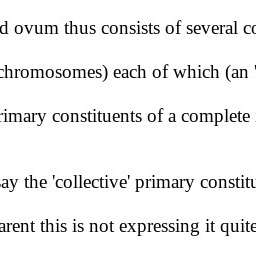 d ovum thus consists of several co
chromosomes) each of which (an '
rimary constituents of a complete
say the 'collective' primary constitu
arent this is not expressing it quite